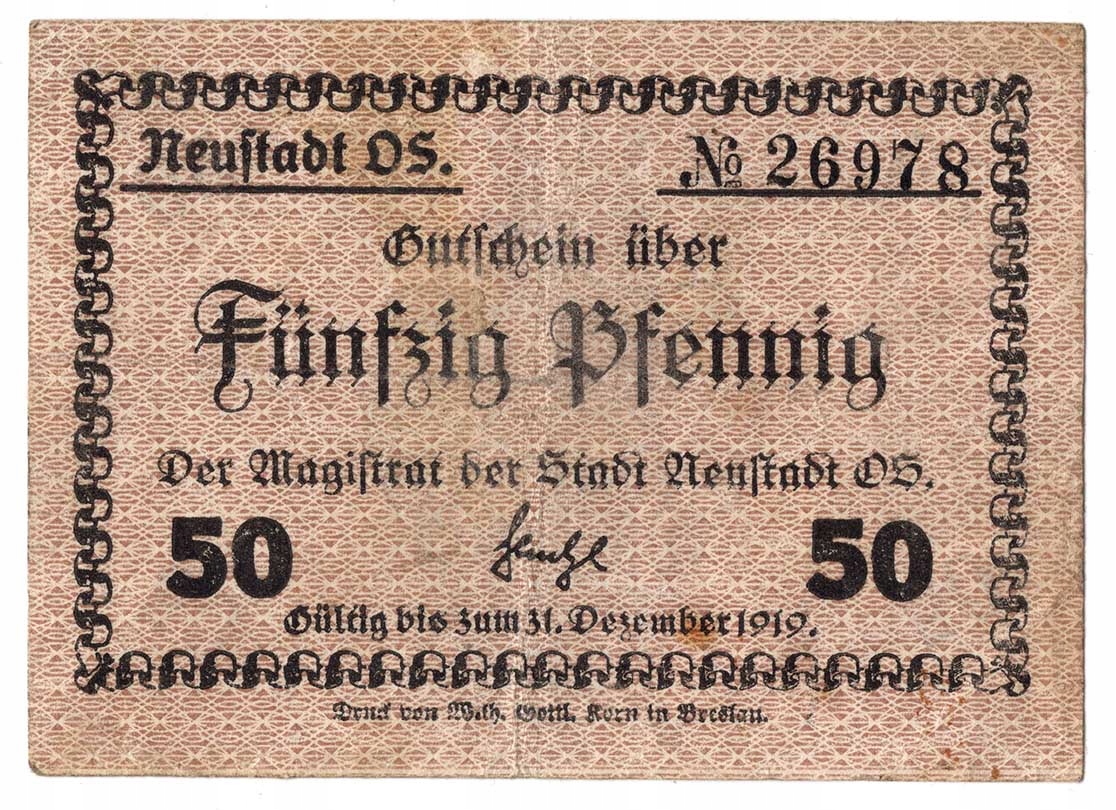 Neustadt OS.
№ 26978
Gutschein über
Fünfzig Pfennig
Der Magistrat der Stadt Neustadt OS.
50 50
Gültig bis zum 31. Dezember 1919.
Druck von Wilh. Gottl. Korn in Breslau.